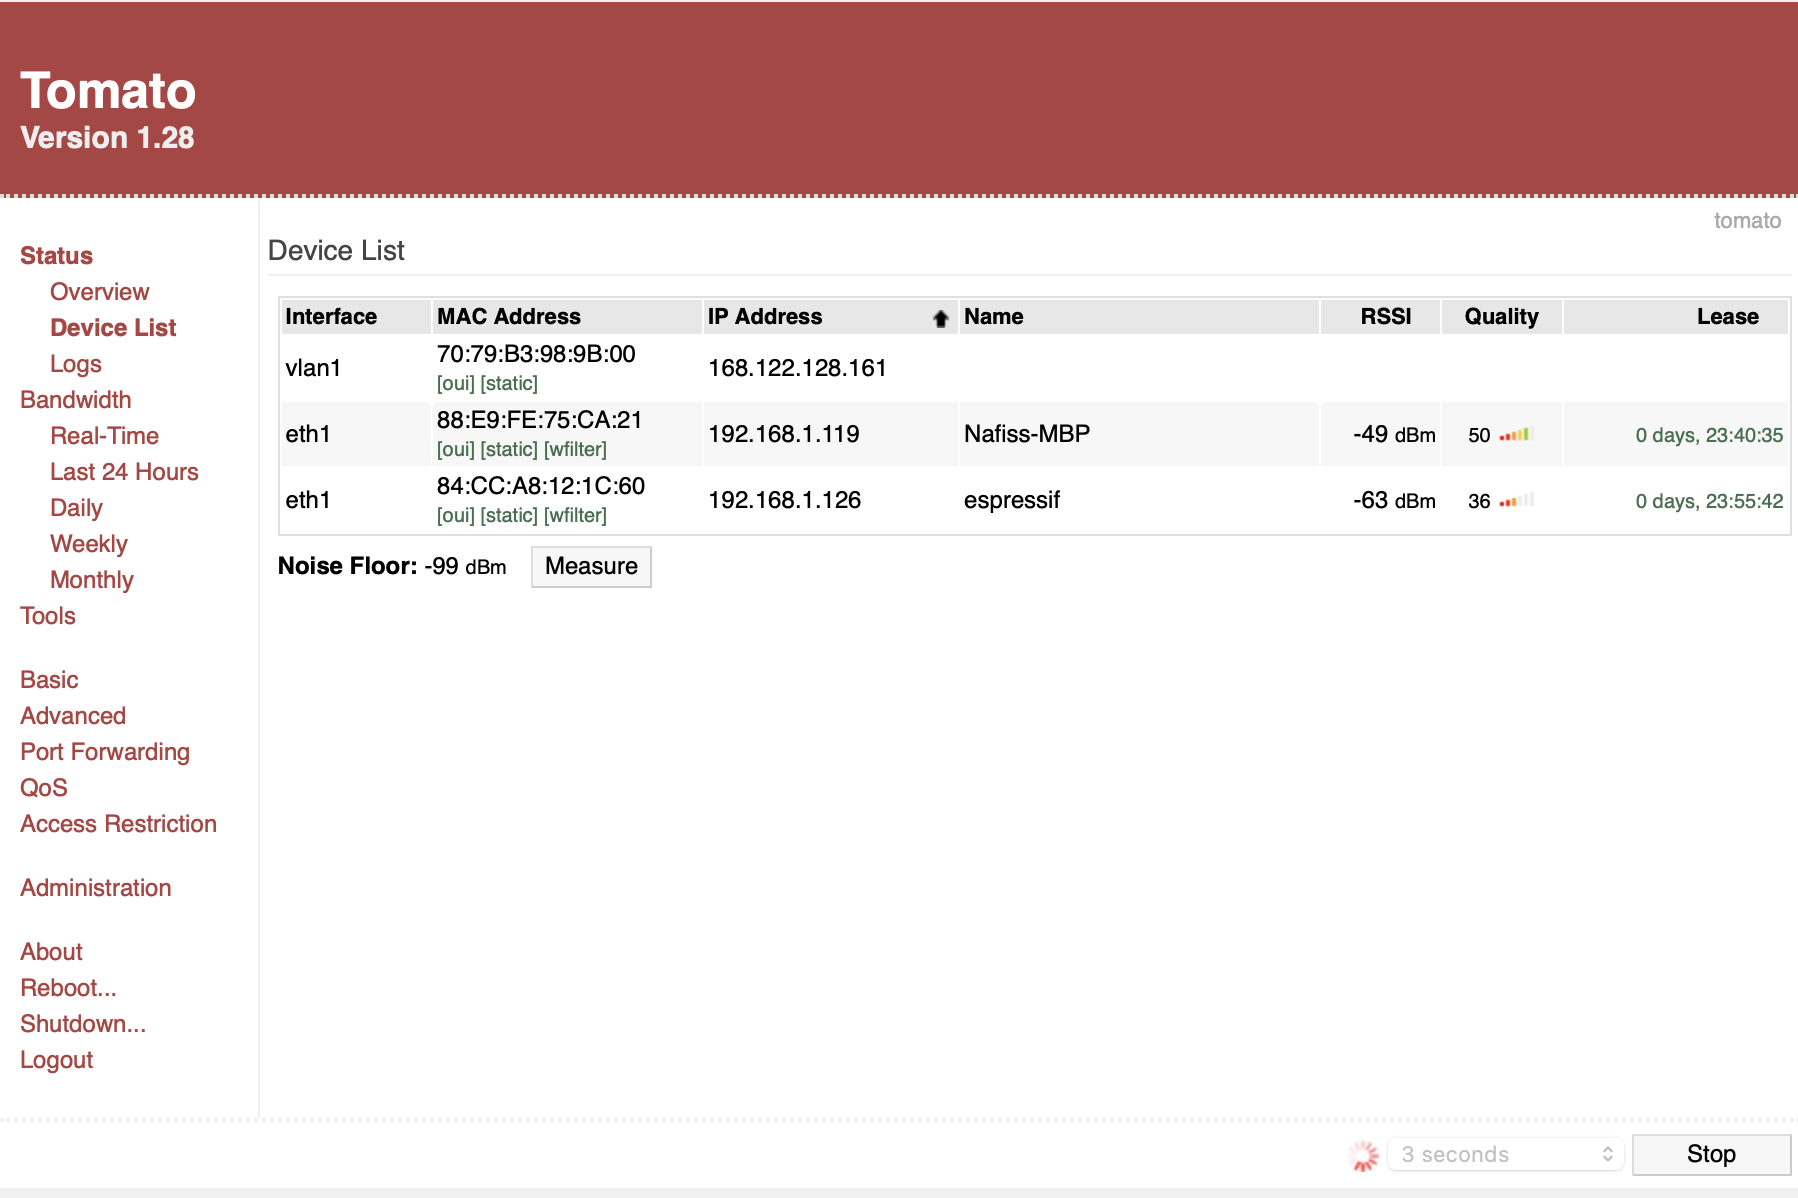 Tomato
Version 1.28
tomato
Status
Overview
Device List
Logs
Bandwidth
Real-Time
Last 24 Hours
Daily
Weekly
Monthly
Tools
Basic
Advanced
Port Forwarding
QoS
Access Restriction
Administration
About
Reboot...
Shutdown...
Logout
Device List
Interface MAC Address IP Address Name RSSI Quality Lease
vlan1 70:79:B3:98:9B:00 168.122.128.161
[oui] [static]
eth1 88:E9:FE:75:CA:21 192.168.1.119 Nafiss-MBP -49 dBm 50 0 days, 23:40:35
[oui] [static] [wfilter]
eth1 84:CC:A8:12:1C:60 192.168.1.126 espressif -63 dBm 36 0 days, 23:55:42
[oui] [static] [wfilter]
Noise Floor: -99 dBm Measure
3 seconds Stop